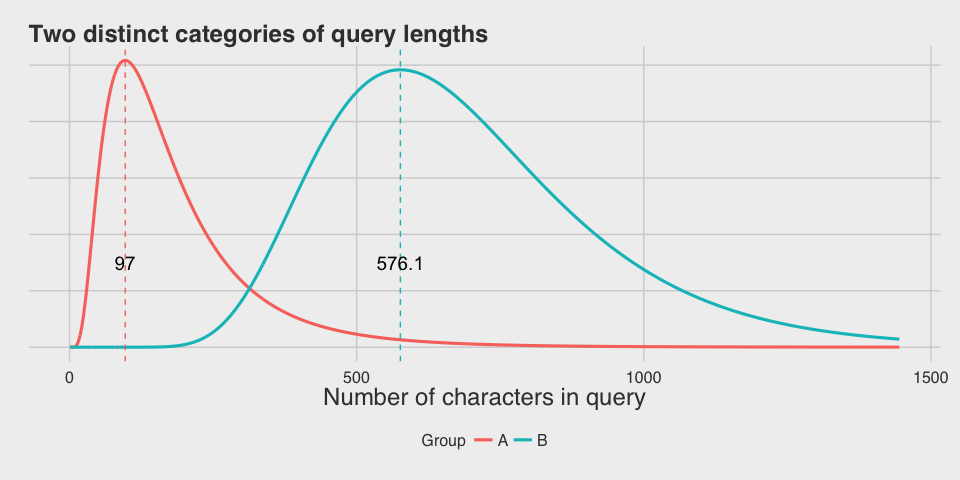 Two distinct categories of query lengths
97
576.1
0 500 1000 1500
Number of characters in query
Group A B